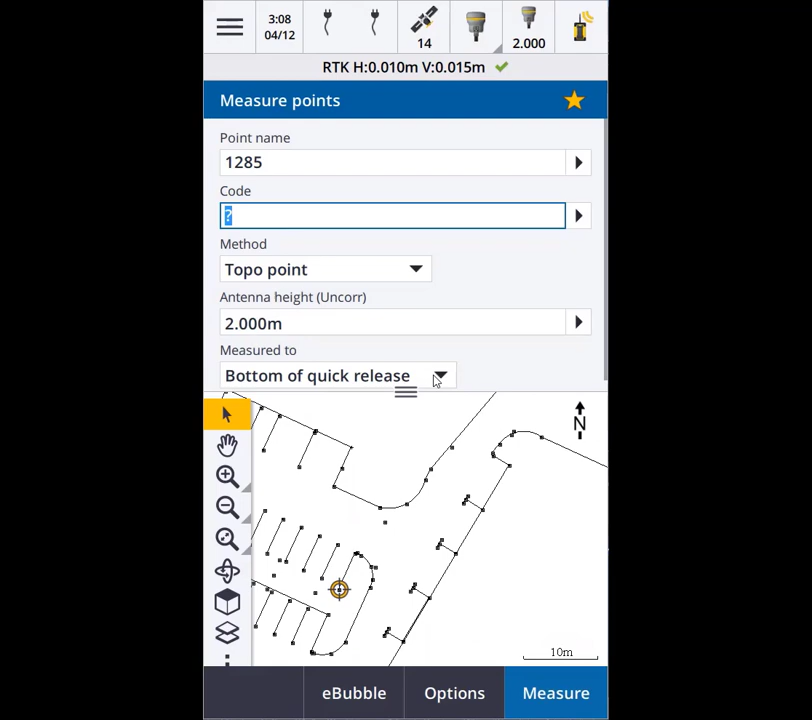 3:08
04/12
14
2.000
RTK H:0.010m V:0.015m
Measure points
Point name
1285
Code
?
Method
Topo point
Antenna height (Uncorr)
2.000m
Measured to
Bottom of quick release
N
10m
eBubble
Options
Measure